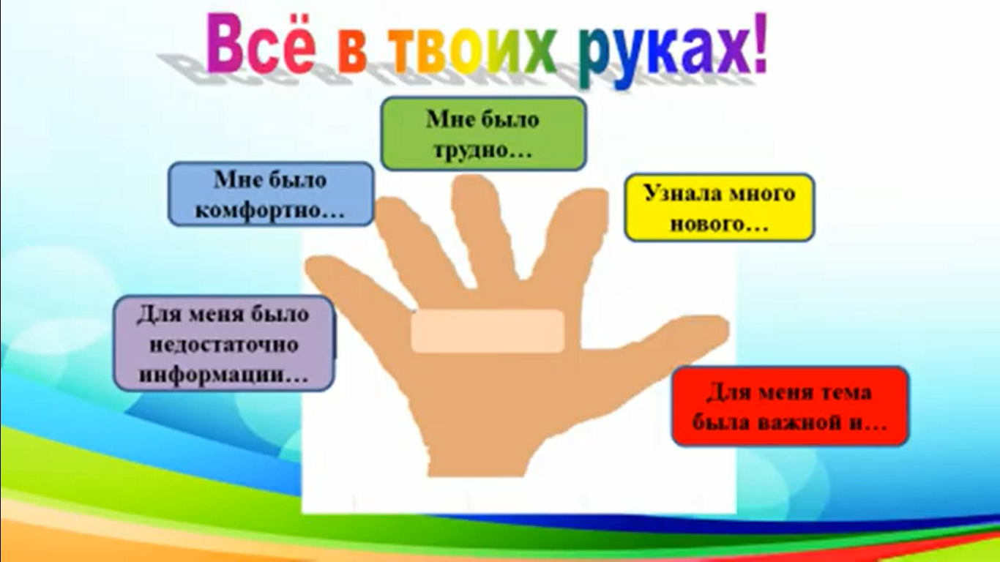 Всё в твоих руках!
Мне было
трудно...
Мне было
комфортно...
Узнала много
нового...
Для меня было
недостаточно
информации...
Для меня тема
была важной и...